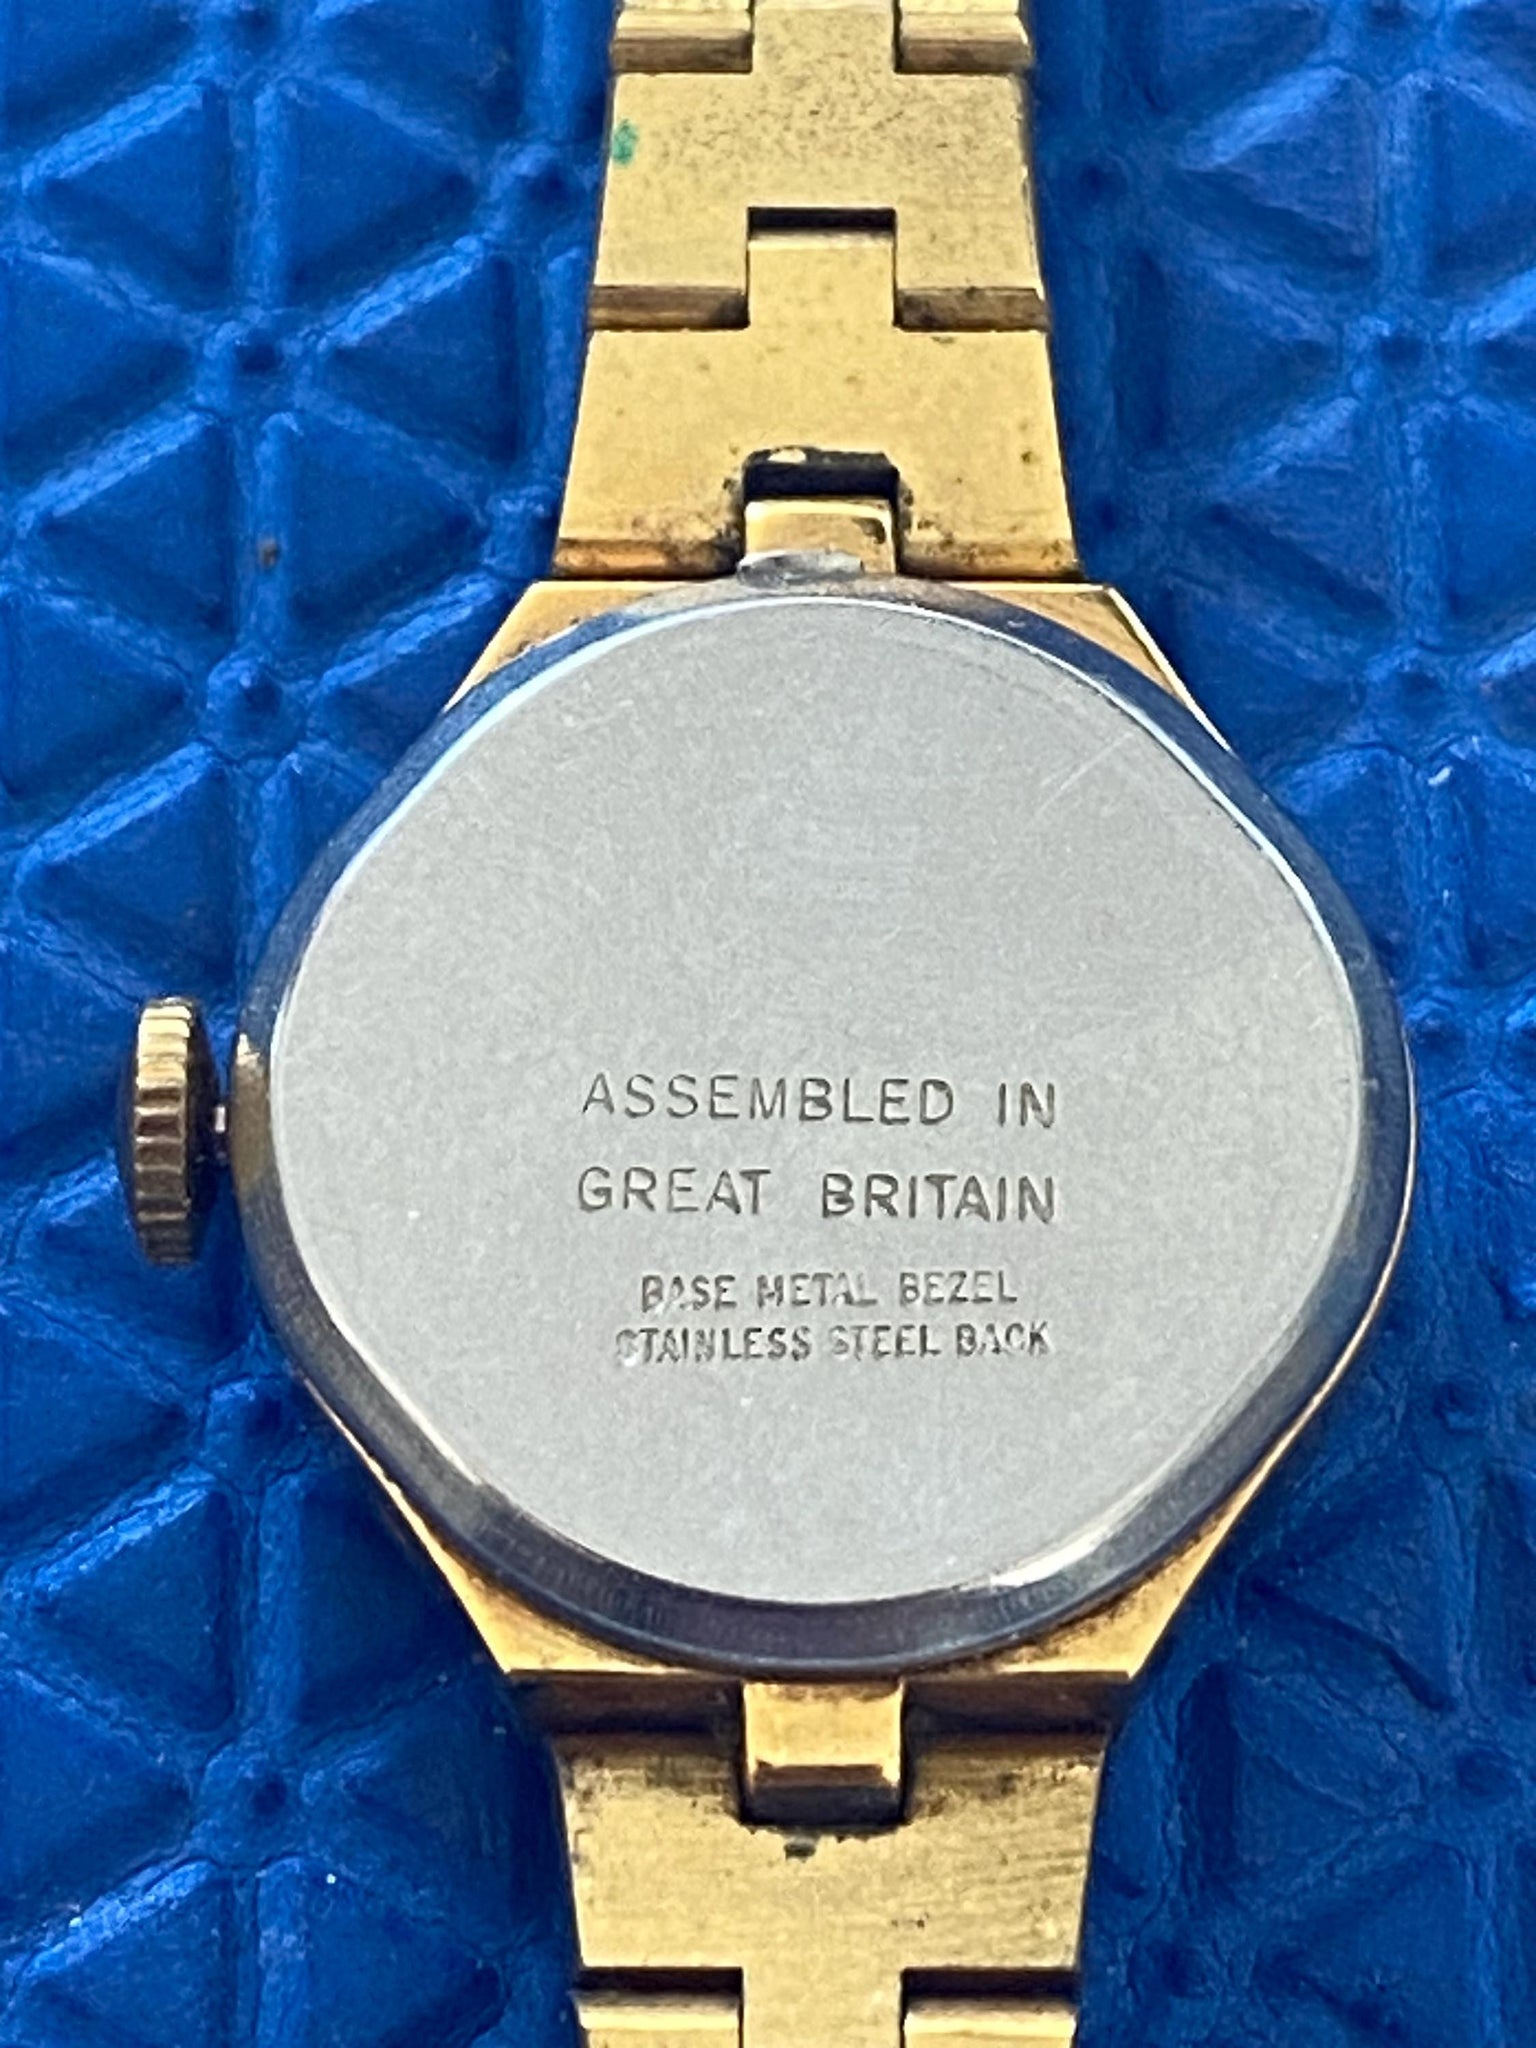 ASSEMBLED IN
GREAT BRITAIN
BASE METAL BEZEL
STAINLESS STEEL BACK